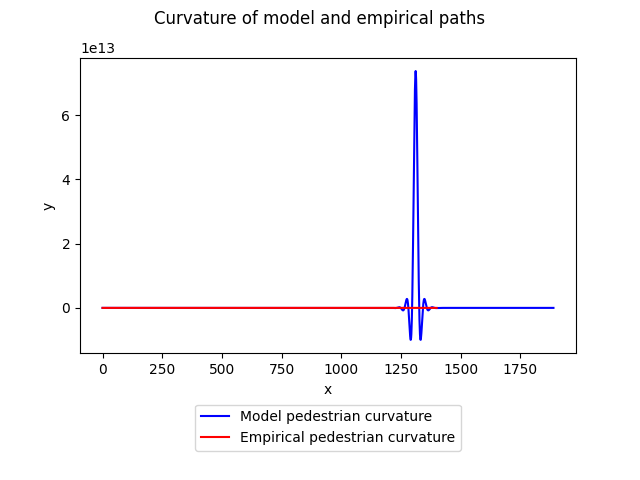 Curvature of model and empirical paths
1e13
6
4
2
0
y
0 250 500 750 1000 1250 1500 1750
x
Model pedestrian curvature
Empirical pedestrian curvature